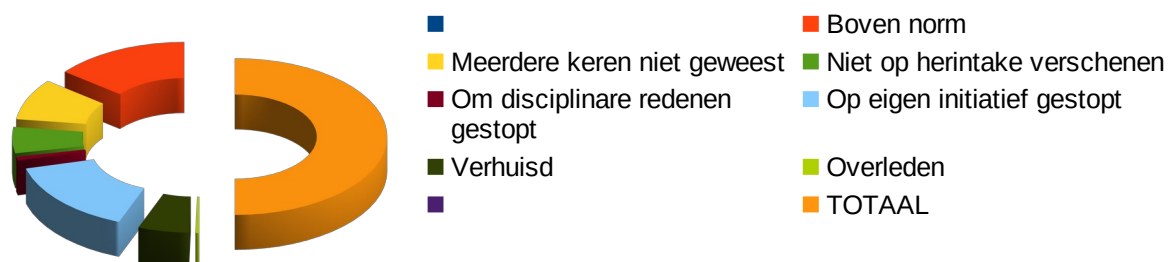 Boven norm
Meerdere keren niet geweest
Niet op herintake verschenen
Om disciplinare redenen
gestopt
Op eigen initiatief gestopt
Verhuisd
Overleden
TOTAAL